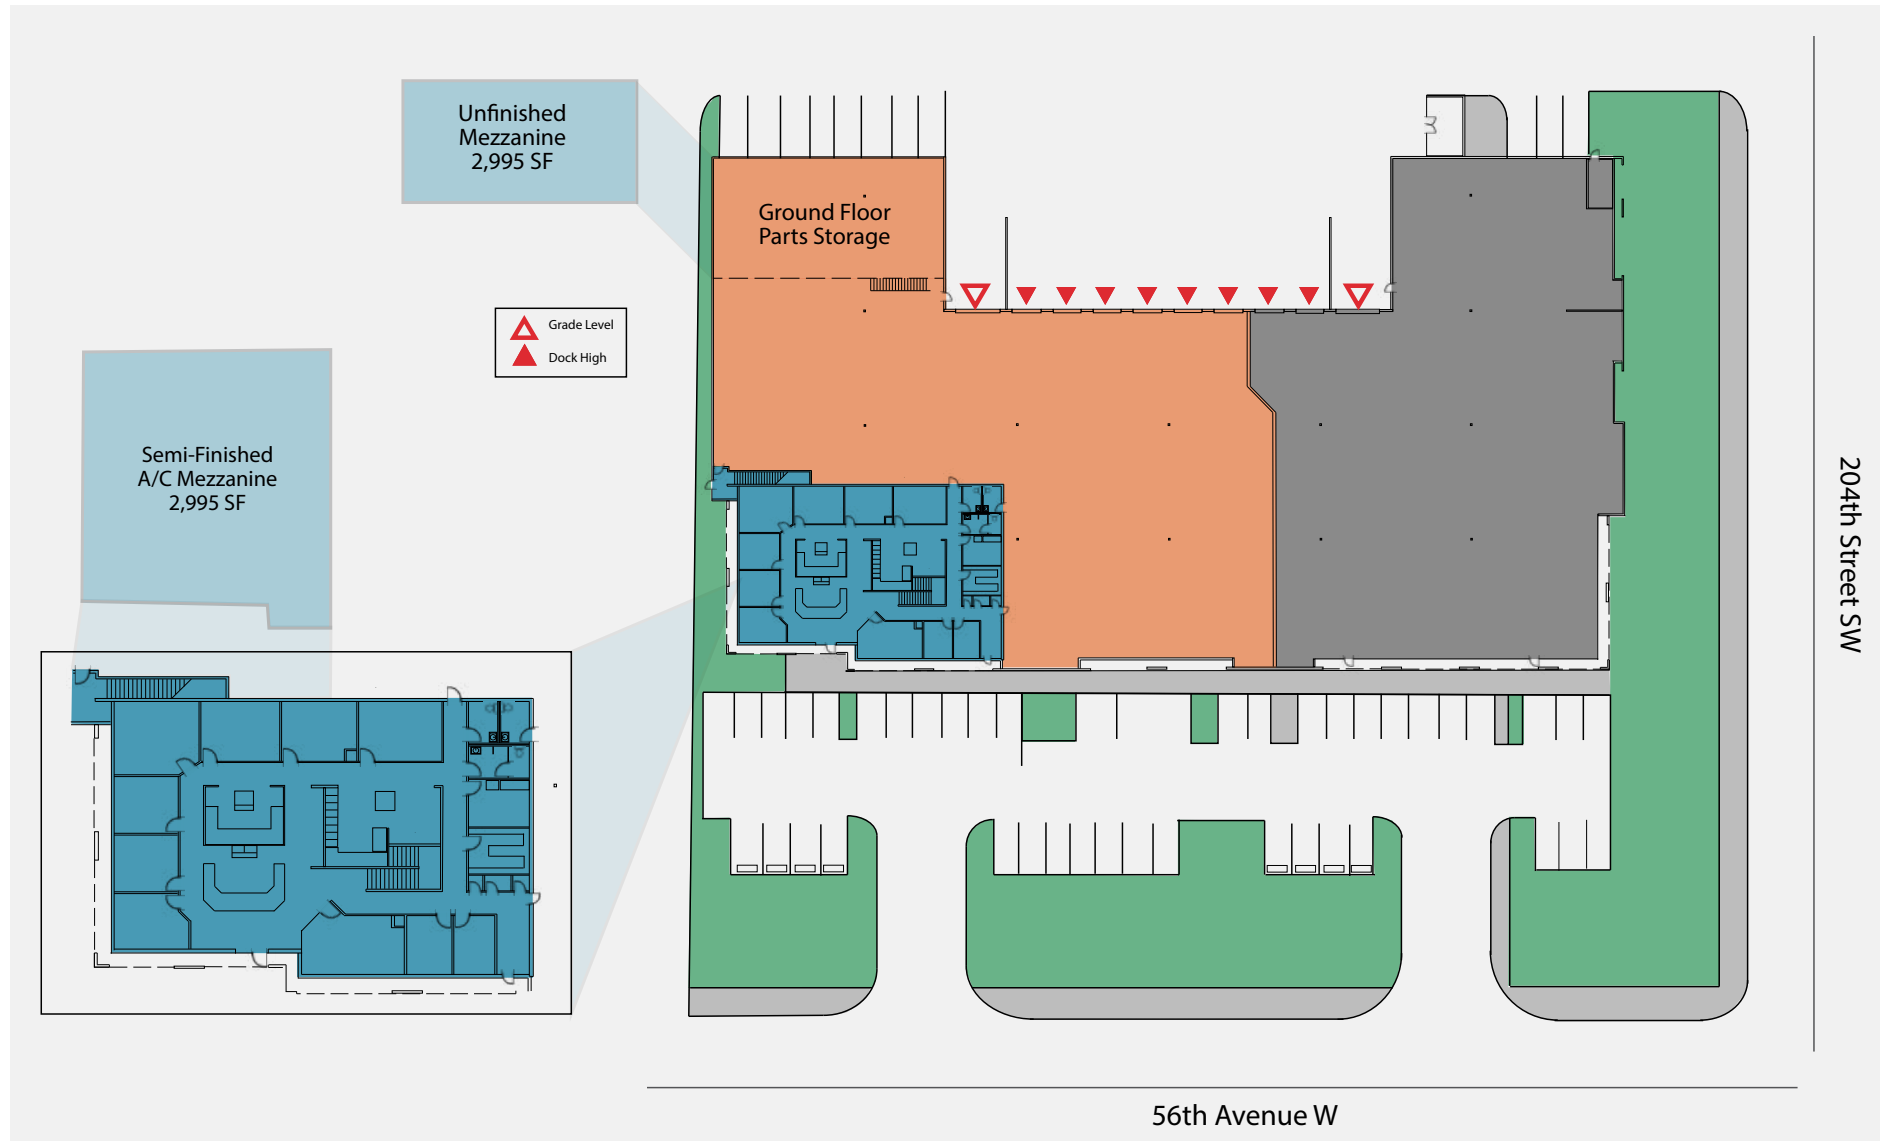 Unfinished
Mezzanine
2,995 SF
Ground Floor
Parts Storage
Grade Level
Dock High
Semi-Finished
A/C Mezzanine
2,995 SF
204th Street SW
56th Avenue W